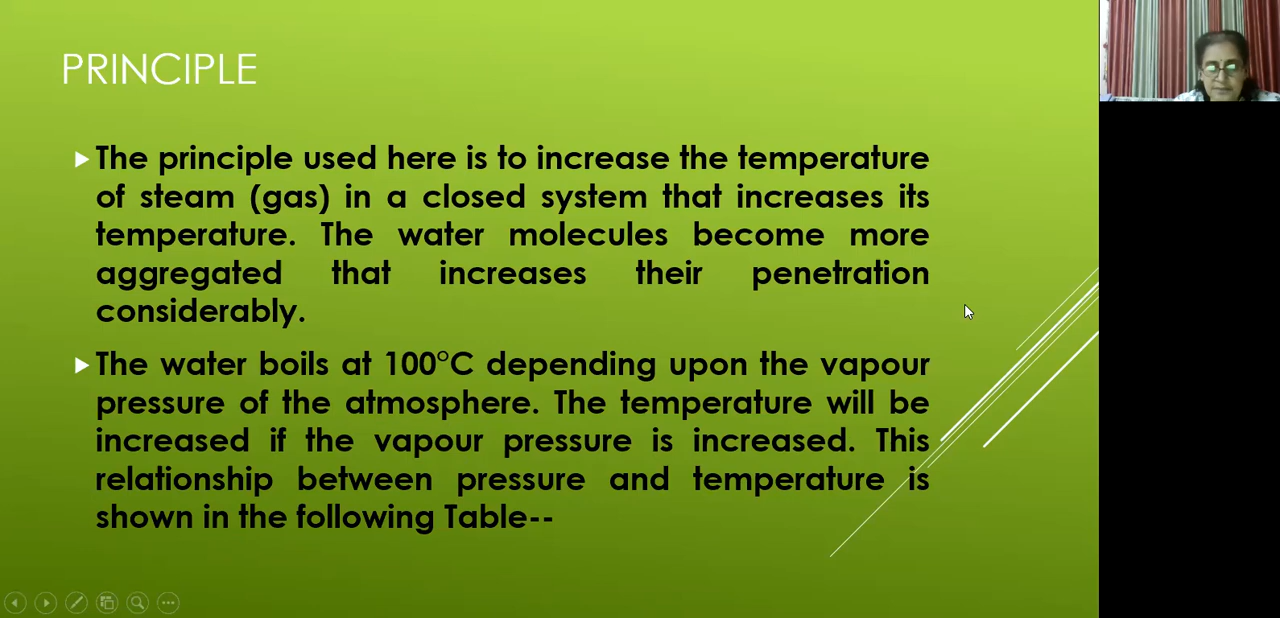 PRINCIPLE
The principle used here is to increase the temperature
of steam (gas) in a closed system that increases its
temperature. The water molecules become more
aggregated that increases their penetration
considerably.
The water boils at 100°C depending upon the vapour
pressure of the atmosphere. The temperature will be
increased if the vapour pressure is increased. This
relationship between pressure and temperature is
shown in the following Table--